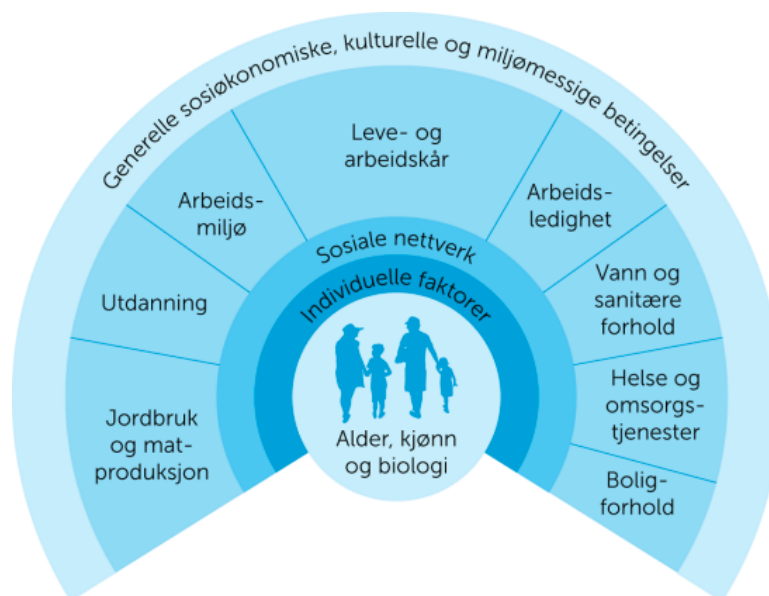 Generelle sosiøkonomiske, kulturelle og miljømessige betingelser
Leve- og
arbeidskår
Arbeids-
miljø
Arbeids-
ledighet
Utdanning
Vann og
sanitære
forhold
Jordbruk
og mat-
produksjon
Helse og
omsorgs-
tjenester
Bolig-
forhold
Sosiale nettverk
Individuelle faktorer
Alder, kjønn
og biologi